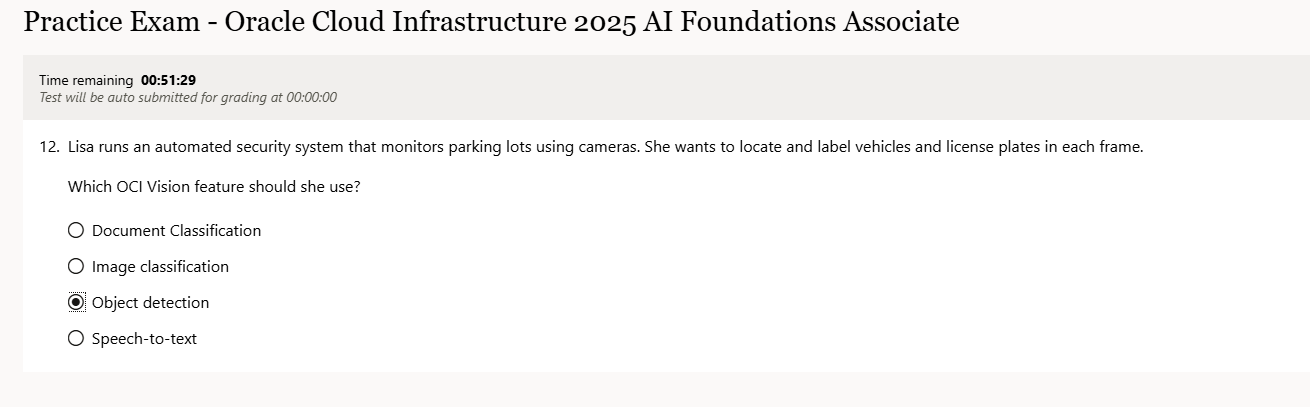 Practice Exam - Oracle Cloud Infrastructure 2025 AI Foundations Associate
Time remaining 00:51:29
Test will be auto submitted for grading at 00:00:00
12. Lisa runs an automated security system that monitors parking lots using cameras. She wants to locate and label vehicles and license plates in each frame.
Which OCI Vision feature should she use?
Document Classification
Image classification
Object detection
Speech-to-text